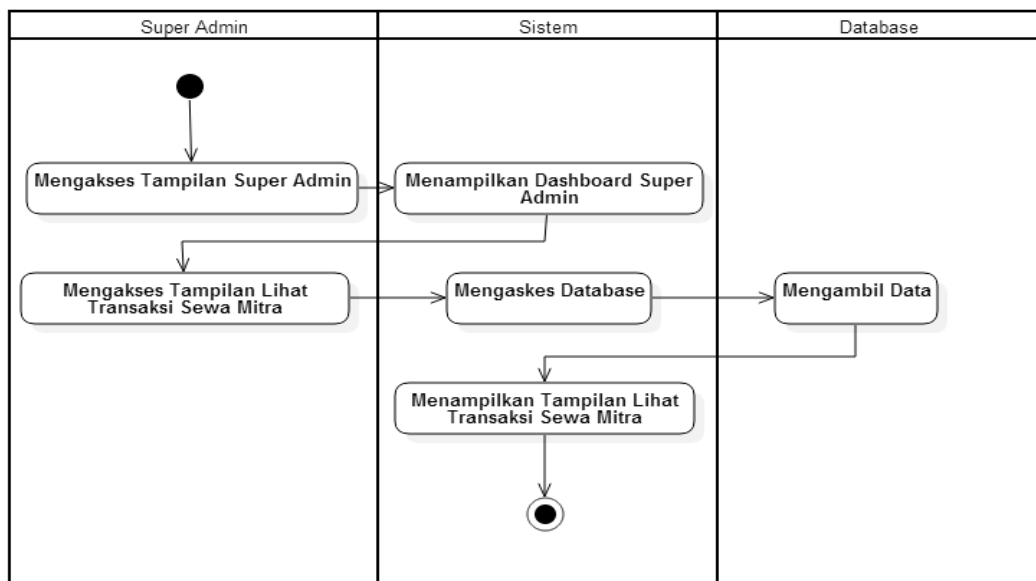 Super Admin
Sistem
Database
Mengakses Tampilan Super Admin
Menampilkan Dashboard Super
Admin
Mengakses Tampilan Lihat
Transaksi Sewa Mitra
Mengaskes Database
Mengambil Data
Menampilkan Tampilan Lihat
Transaksi Sewa Mitra